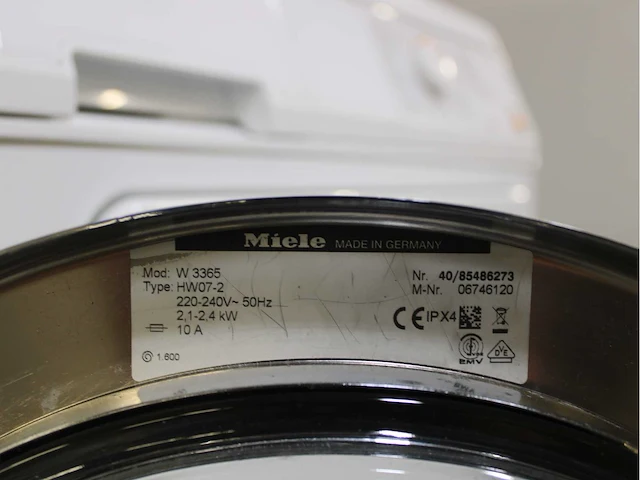 Miele MADE IN GERMANY
Mod: W 3365
Type: HW07-2
220-240V~ 50Hz
2,1-2,4 kW
10 A
1.600
Nr. 40/85486273
M-Nr. 06746120
CE IPX4
EMV